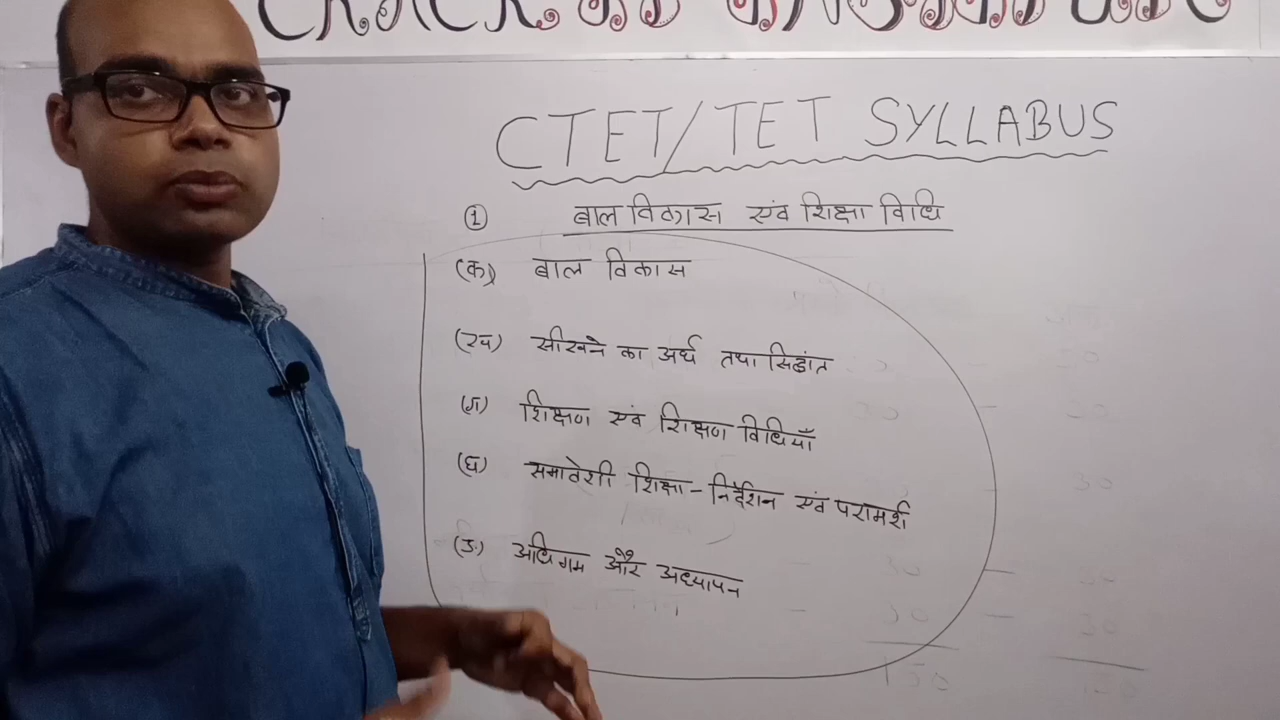 CTET/TET SYLLABUS
① बाल विकास एवं शिक्षा विधि
(क) बाल विकास
(ख) सीखने का अर्थ तथा सिद्धांत
(ग) शिक्षण एवं शिक्षण विधियाँ
(घ) समावेशी शिक्षा - निर्देशन एवं परामर्श
(ङ) अधिगम और अध्यापन